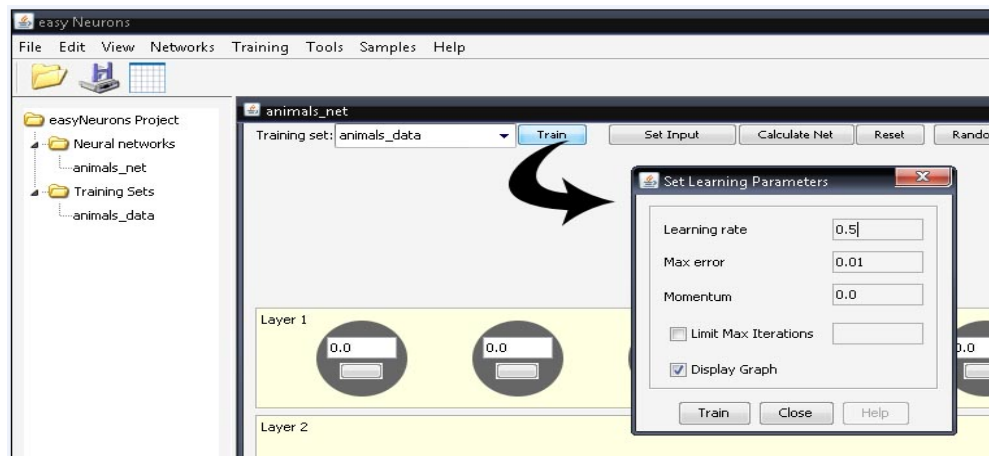 easy Neurons
File Edit View Networks Training Tools Samples Help
easyNeurons Project
Neural networks
animals_net
Training Sets
animals_data
animals_net
Training set: animals_data Train Set Input Calculate Net Reset Rando
Set Learning Parameters
Learning rate 0.5
Max error 0.01
Momentum 0.0
Limit Max Iterations
Display Graph
Train Close Help
Layer 1
0.0 0.0 0.0
Layer 2